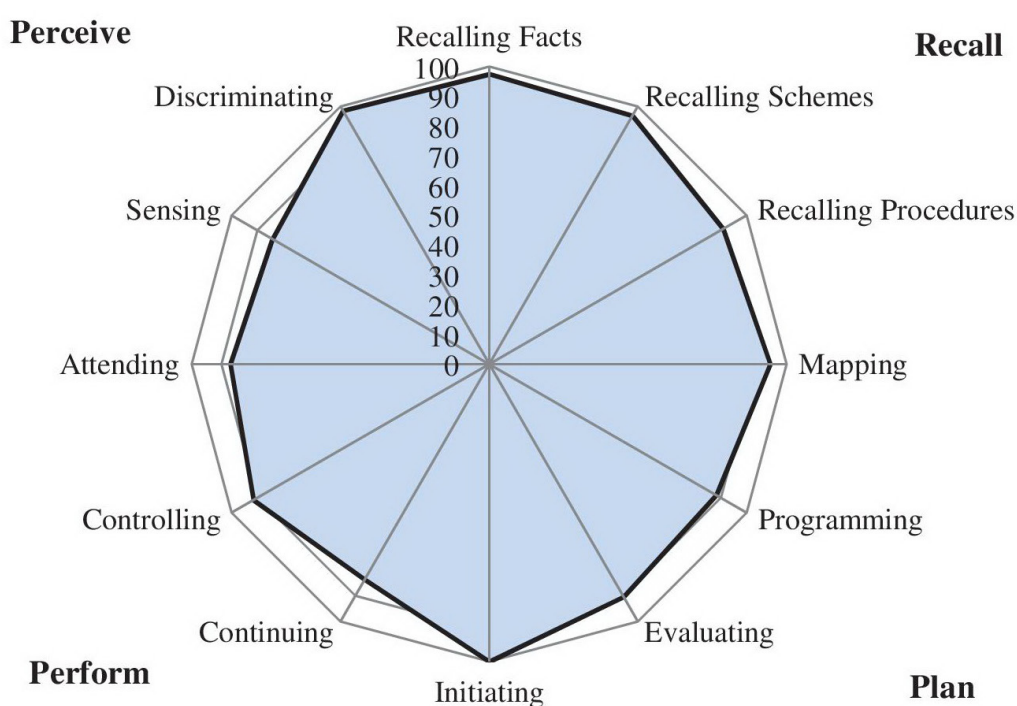 Perceive
Recalling Facts
Recall
100
90
80
70
60
50
40
30
20
10
0
Discriminating
Recalling Schemes
Sensing
Recalling Procedures
Attending
Mapping
Controlling
Programming
Continuing
Evaluating
Perform
Initiating
Plan